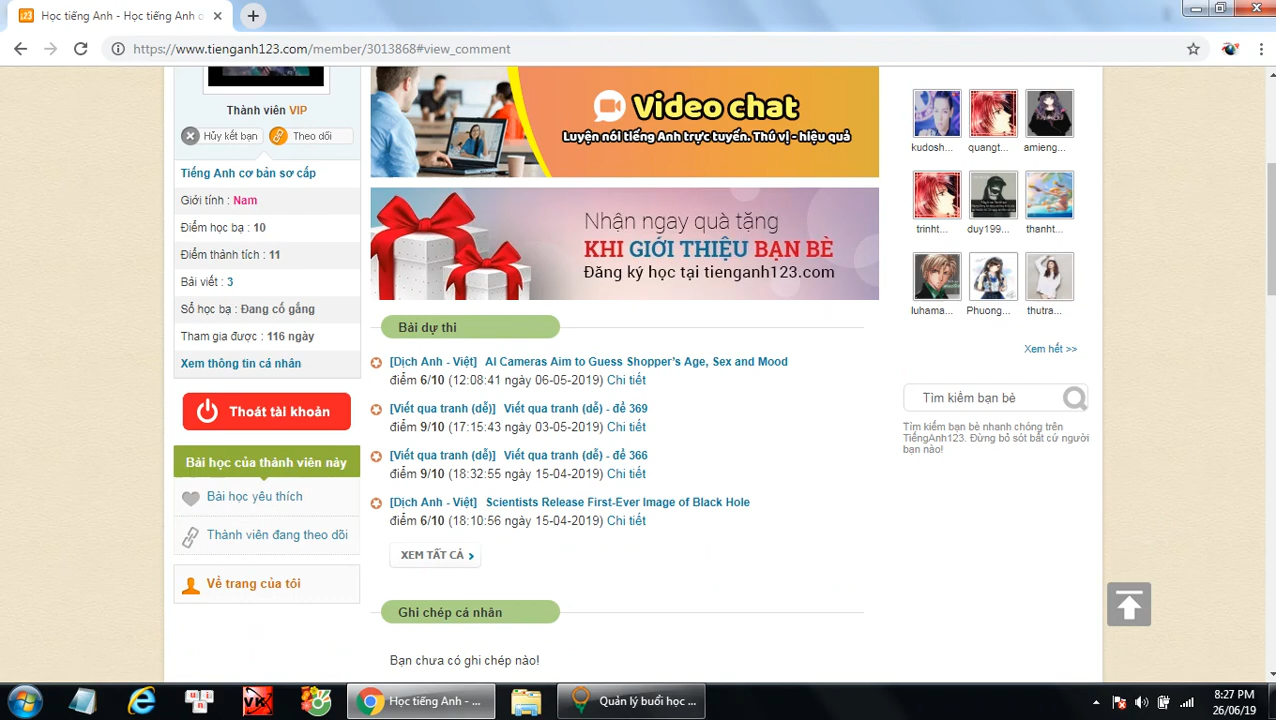 Học tiếng Anh - Học tiếng Anh o
https://www.tienganh123.com/member/3013868#view_comment
Thành viên VIP
Hủy kết bạn
Theo dõi
Tiếng Anh cơ bản sơ cấp
Giới tính : Nam
Điểm học bạ : 10
Điểm thành tích : 11
Bài viết : 3
Sổ học bạ : Đang cố gắng
Tham gia được : 116 ngày
Xem thông tin cá nhân
Thoát tài khoản
Bài học của thành viên này
Bài học yêu thích
Thành viên đang theo dõi
Về trang của tôi
Video chat
Luyện nói tiếng Anh trực tuyến. Thú vị - hiệu quả
Nhận ngay quà tặng
KHI GIỚI THIỆU BẠN BÈ
Đăng ký học tại tienganh123.com
Bài dự thi
[Dịch Anh - Việt] AI Cameras Aim to Guess Shopper's Age, Sex and Mood
điểm 6/10 (12:08:41 ngày 06-05-2019) Chi tiết
[Viết qua tranh (dễ)] Viết qua tranh (dễ) - đề 369
điểm 9/10 (17:15:43 ngày 03-05-2019) Chi tiết
[Viết qua tranh (dễ)] Viết qua tranh (dễ) - đề 366
điểm 9/10 (18:32:55 ngày 15-04-2019) Chi tiết
[Dịch Anh - Việt] Scientists Release First-Ever Image of Black Hole
điểm 6/10 (18:10:56 ngày 15-04-2019) Chi tiết
XEM TẤT CẢ
Ghi chép cá nhân
Bạn chưa có ghi chép nào!
kudosh... quangt... amieng...
trinht... duy199... thanht...
luhama... Phuong... thutra...
Xem hết >>
Tìm kiếm bạn bè
Tìm kiếm bạn bè nhanh chóng trên
TiếngAnh123. Đừng bỏ sót bất cứ người
bạn nào!
Học tiếng Anh - ...
Quản lý buổi học ...
8:27 PM
26/06/19